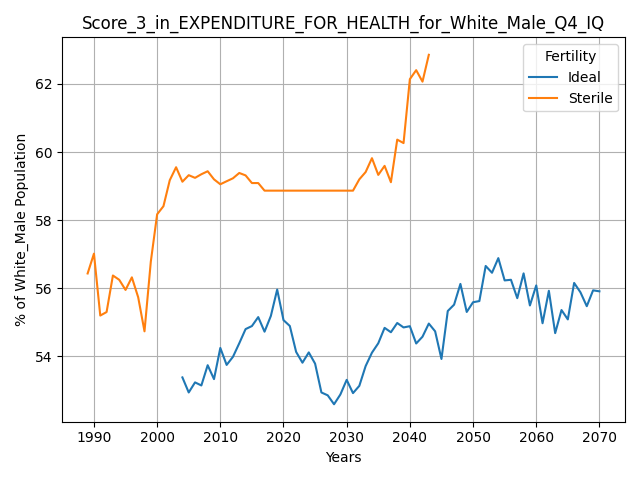 Score_3_in_EXPENDITURE_FOR_HEALTH_for_White_Male_Q4_IQ
Fertility
Ideal
Sterile
% of White_Male Population
62
60
58
56
54
1990 2000 2010 2020 2030 2040 2050 2060 2070
Years